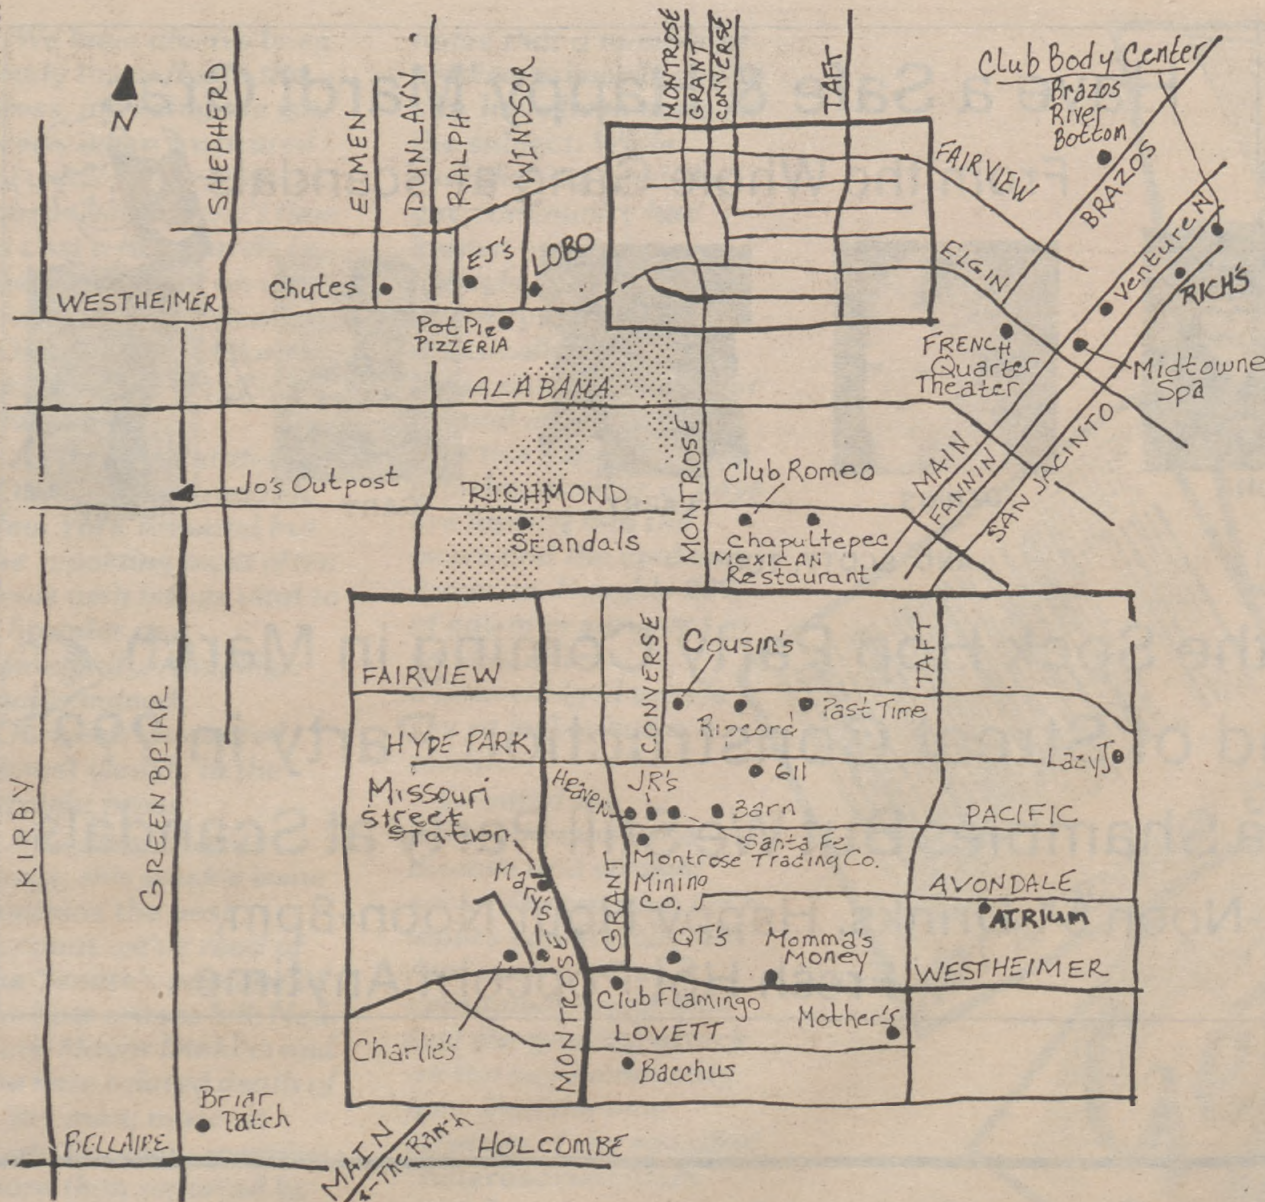 MONTROSE
GRANT
CONVERSE
TAFT
Club Body Center
Brazos
River
Bottom
BRAZOS
N
SHEPHERD
ELMEN
DUNLAVY
RALPH
WINDSOR
FAIRVIEW
ELGIN
Venture N
RICH'S
EJ'S
LOBO
Chutes
WESTHEIMER
Pot Pie
PIZZERIA
FRENCH
Quarter
Theater
Midtowne
Spa
ALABAMA
MONTROSE
MAIN
FANNIN
SAN JACINTO
Jo's Outpost
RICHMOND
Scandals
Club Romeo
Chapultepec
MEXICAN
Restaurant
KIRBY
GREENBRIAR
FAIRVIEW
CONVERSE
Cousin's
TAFT
Ripcord
Past Time
HYDE PARK
611
Lazy J
Missouri
Street
Station
Heaven
JR's
Barn
PACIFIC
Santa Fe
Montrose Trading Co.
Mining
Co.
Mary's
GRANT
AVONDALE
ATRIUM
QT's
Momma's
Money
WESTHEIMER
Club Flamingo
MONTROSE
LOVETT
Mother's
Charlie's
Bacchus
Briar
Patch
BELLAIRE
MAIN
The Ranch
HOLCOMBE